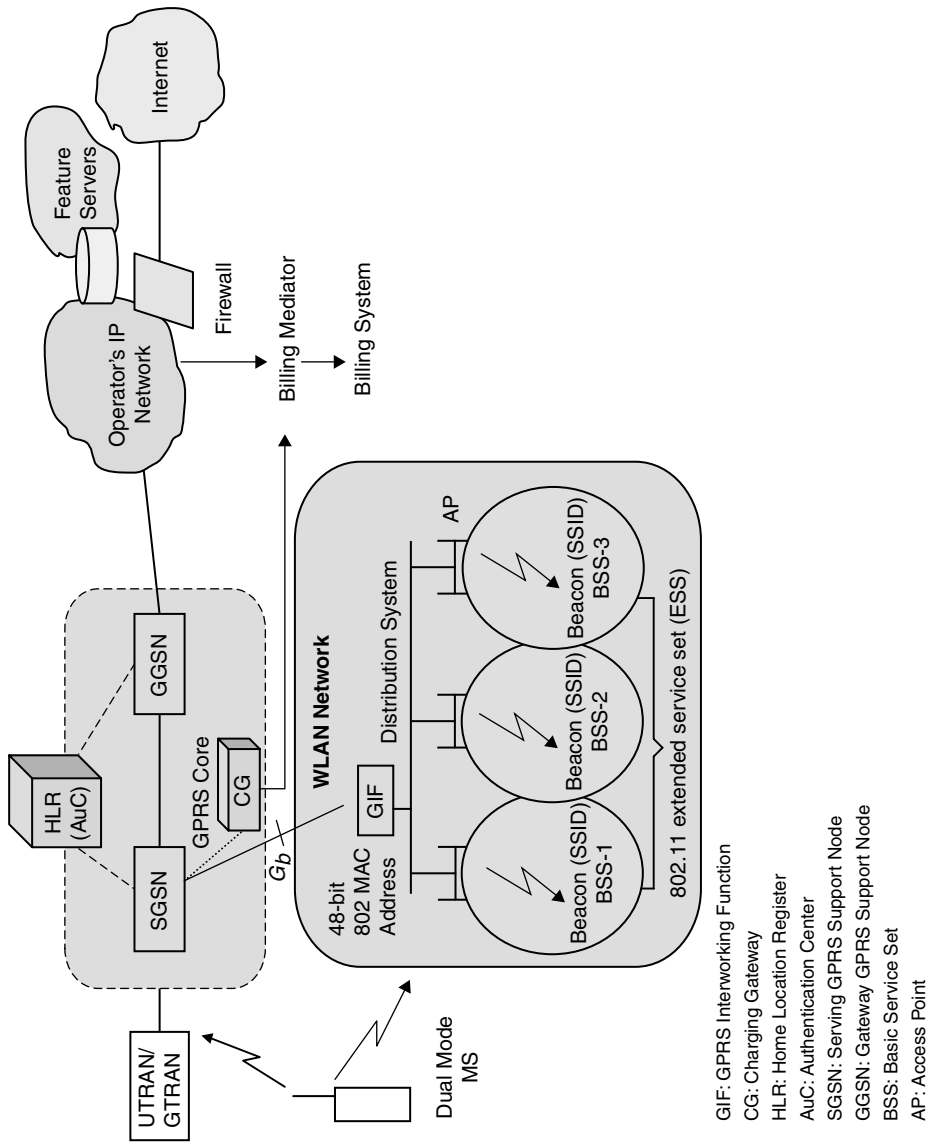 UTRAN/
GTRAN
SGSN
HLR
(AuC)
GPRS Core
CG
GGSN
Operator's IP
Network
Feature
Servers
Internet
Firewall
Billing Mediator
Billing System
Gb
Dual Mode
MS
WLAN Network
48-bit
802 MAC
Address
GIF
Distribution System
AP
Beacon (SSID)
BSS-1
Beacon (SSID)
BSS-2
Beacon (SSID)
BSS-3
802.11 extended service set (ESS)
GIF: GPRS Interworking Function
CG: Charging Gateway
HLR: Home Location Register
AuC: Authentication Center
SGSN: Serving GPRS Support Node
GGSN: Gateway GPRS Support Node
BSS: Basic Service Set
AP: Access Point